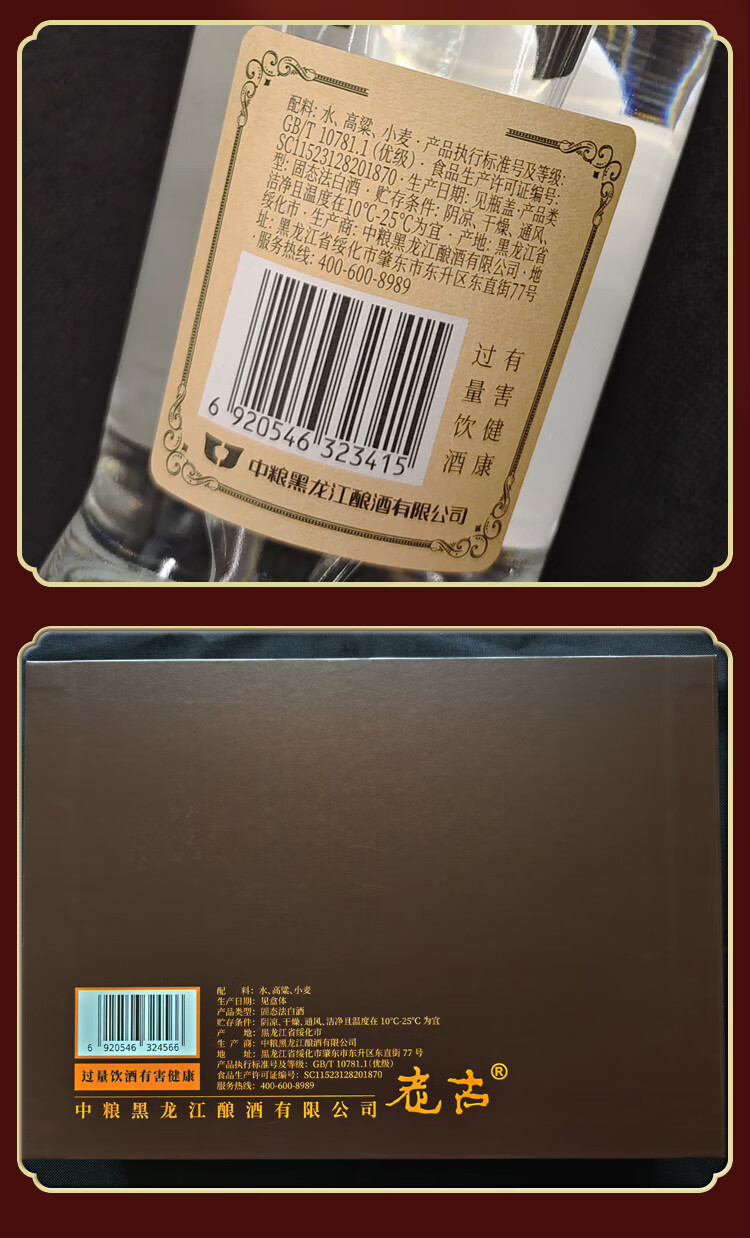 配料: 水、高粱、小麦 · 产品执行标准号及等级:
GB/T 10781.1 (优级) · 食品生产许可证编号:
SC11523128201870 · 生产日期: 见瓶盖 · 产品类
型: 固态法白酒 · 贮存条件: 阴凉、干燥、通风、
洁净且温度在10℃-25℃为宜 · 产地: 黑龙江省
绥化市 · 生产商: 中粮黑龙江酿酒有限公司 · 地
址: 黑龙江省绥化市肇东市东升区东直街77号
· 服务热线: 400-600-8989
6 920546 323415
过量饮酒
有害健康
中粮黑龙江酿酒有限公司
配 料: 水、高粱、小麦
生产日期: 见盒体
产品类型: 固态法白酒
贮存条件: 阴凉、干燥、通风、洁净且温度在 10℃-25℃ 为宜
产 地: 黑龙江省绥化市
生 产 商: 中粮黑龙江酿酒有限公司
地 址: 黑龙江省绥化市肇东市东升区东直街 77 号
产品执行标准号及等级: GB/T 10781.1(优级)
食品生产许可证编号: SC11523128201870
服务热线: 400-600-8989
6 920546 324566
过量饮酒有害健康
中粮黑龙江酿酒有限公司
老古®